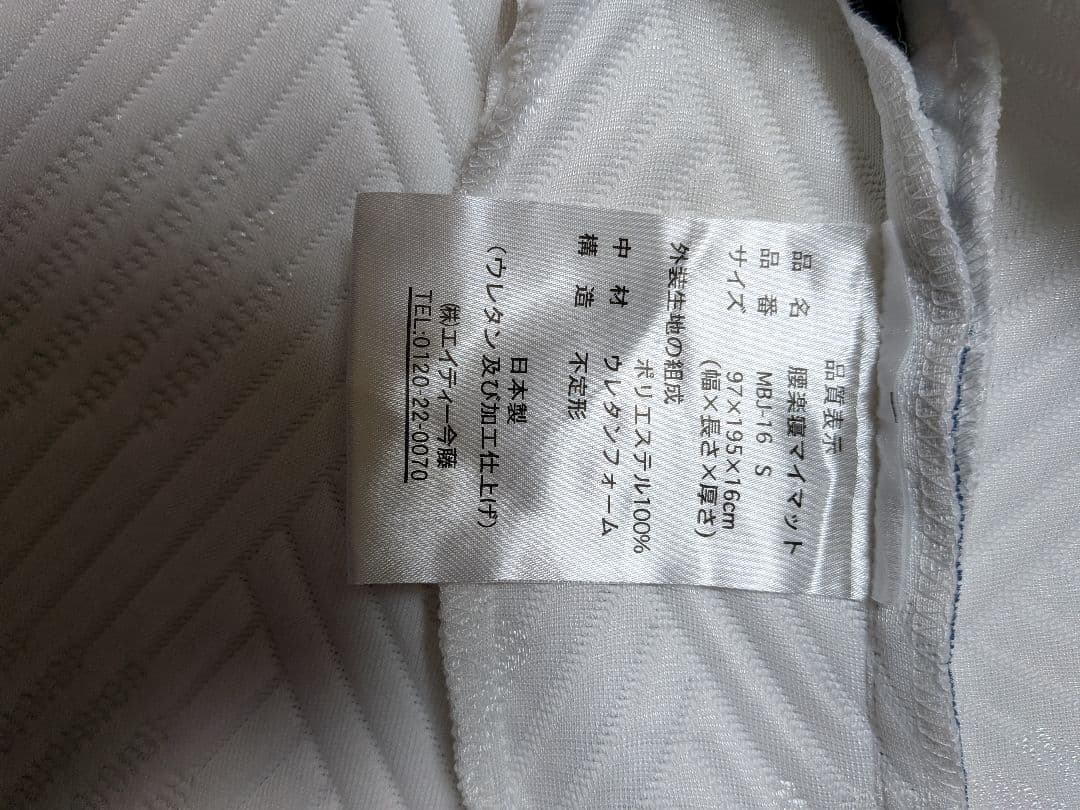 品質表示
品名 腰楽寝マイマット
品番 MBJ-16 S
サイズ 97×195×16cm
(幅×長さ×厚さ)
外装生地の組成
ポリエステル100%
中材 ウレタンフォーム
構造 不定形
日本製
(ウレタン及び加工仕上げ)
㈱エイティー今藤
TEL:0120-22-0070